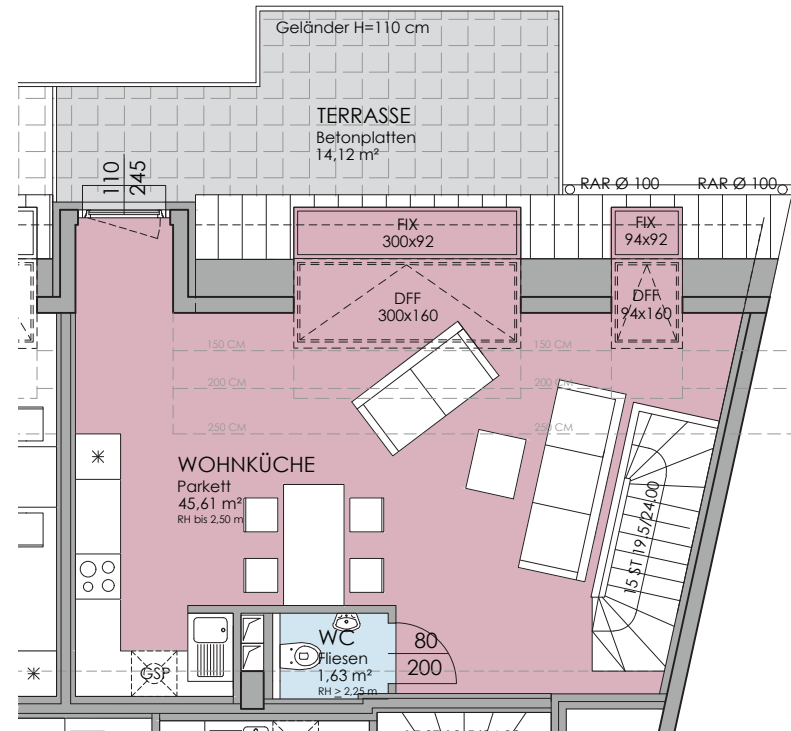 Geländer H=110 cm
TERRASSE
Betonplatten
14,12 m²
110
245
RAR Ø 100
RAR Ø 100
FIX
300x92
FIX
94x92
DFF
300x160
DFF
94x160
150 CM
150 CM
200 CM
200 CM
250 CM
250 CM
WOHNKÜCHE
Parkett
45,61 m²
RH bis 2,50 m
15 ST 19.5/24.00
WC
Fliesen
1,63 m²
RH > 2,25 m
80
200
GSP